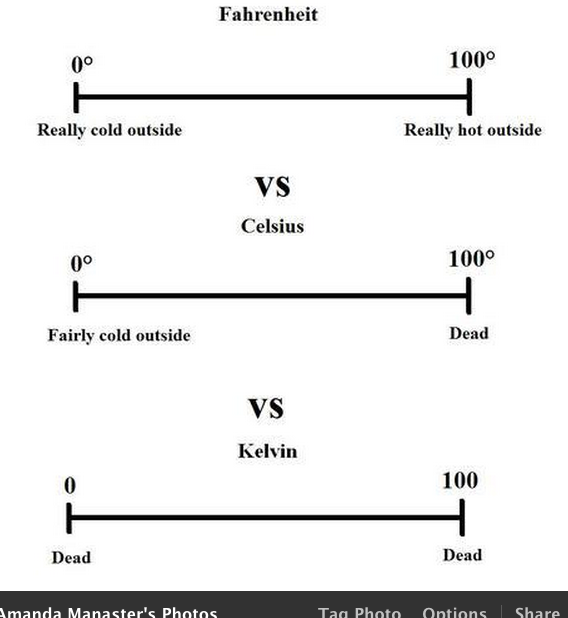 Fahrenheit
0° 100°
Really cold outside Really hot outside
vs
Celsius
0° 100°
Fairly cold outside Dead
vs
Kelvin
0 100
Dead Dead
Amanda Manaster's Photos Tag Photo Options Share